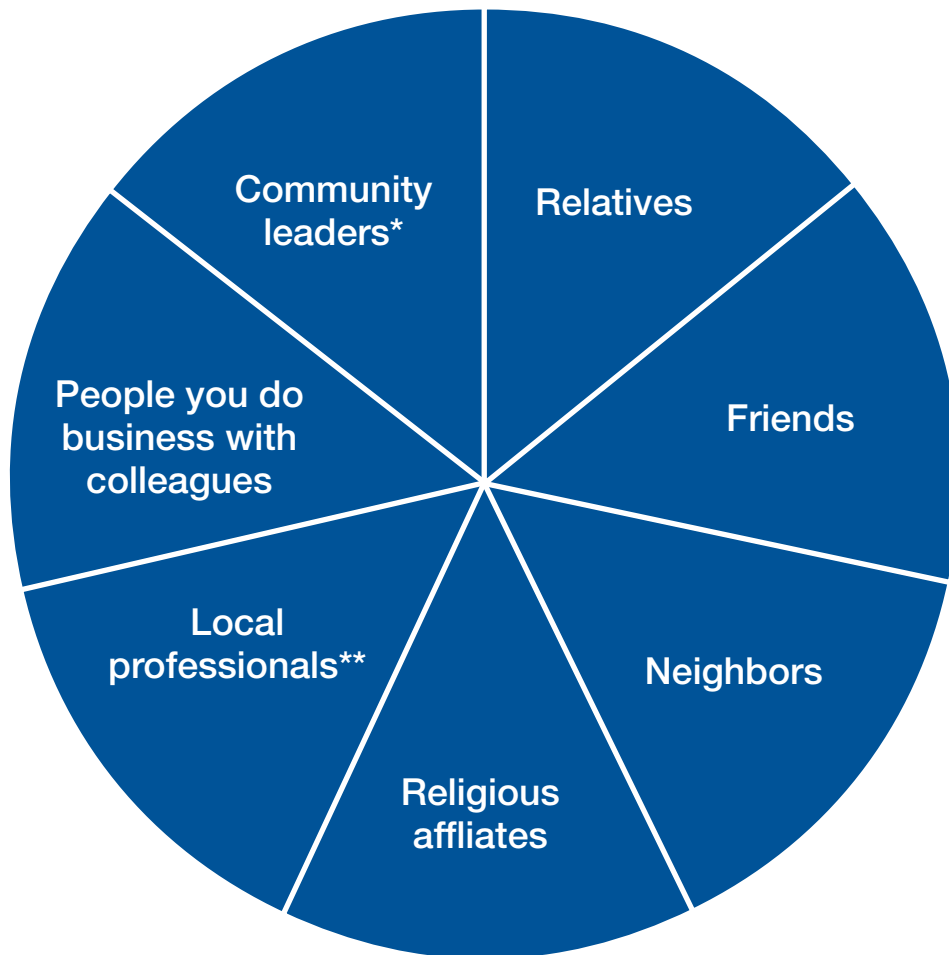 Community
leaders*
Relatives
People you do
business with
colleagues
Friends
Local
professionals**
Neighbors
Religious
affliates